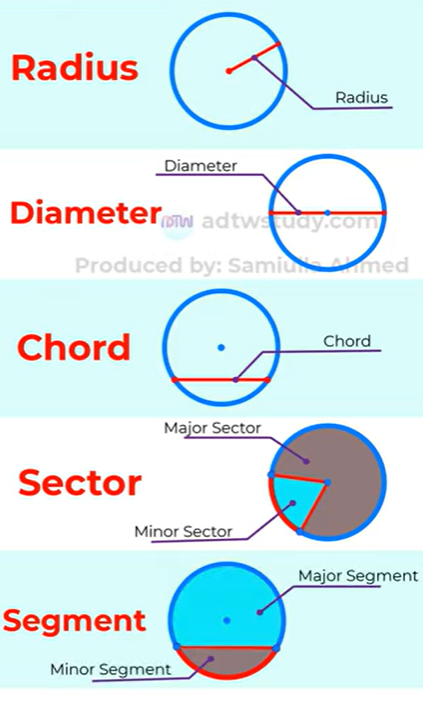 Radius
Radius
Diameter
Diameter
ADTW adtwstudy.com
Produced by: Samiulla Ahmed
Chord
Chord
Major Sector
Sector
Minor Sector
Major Segment
Segment
Minor Segment